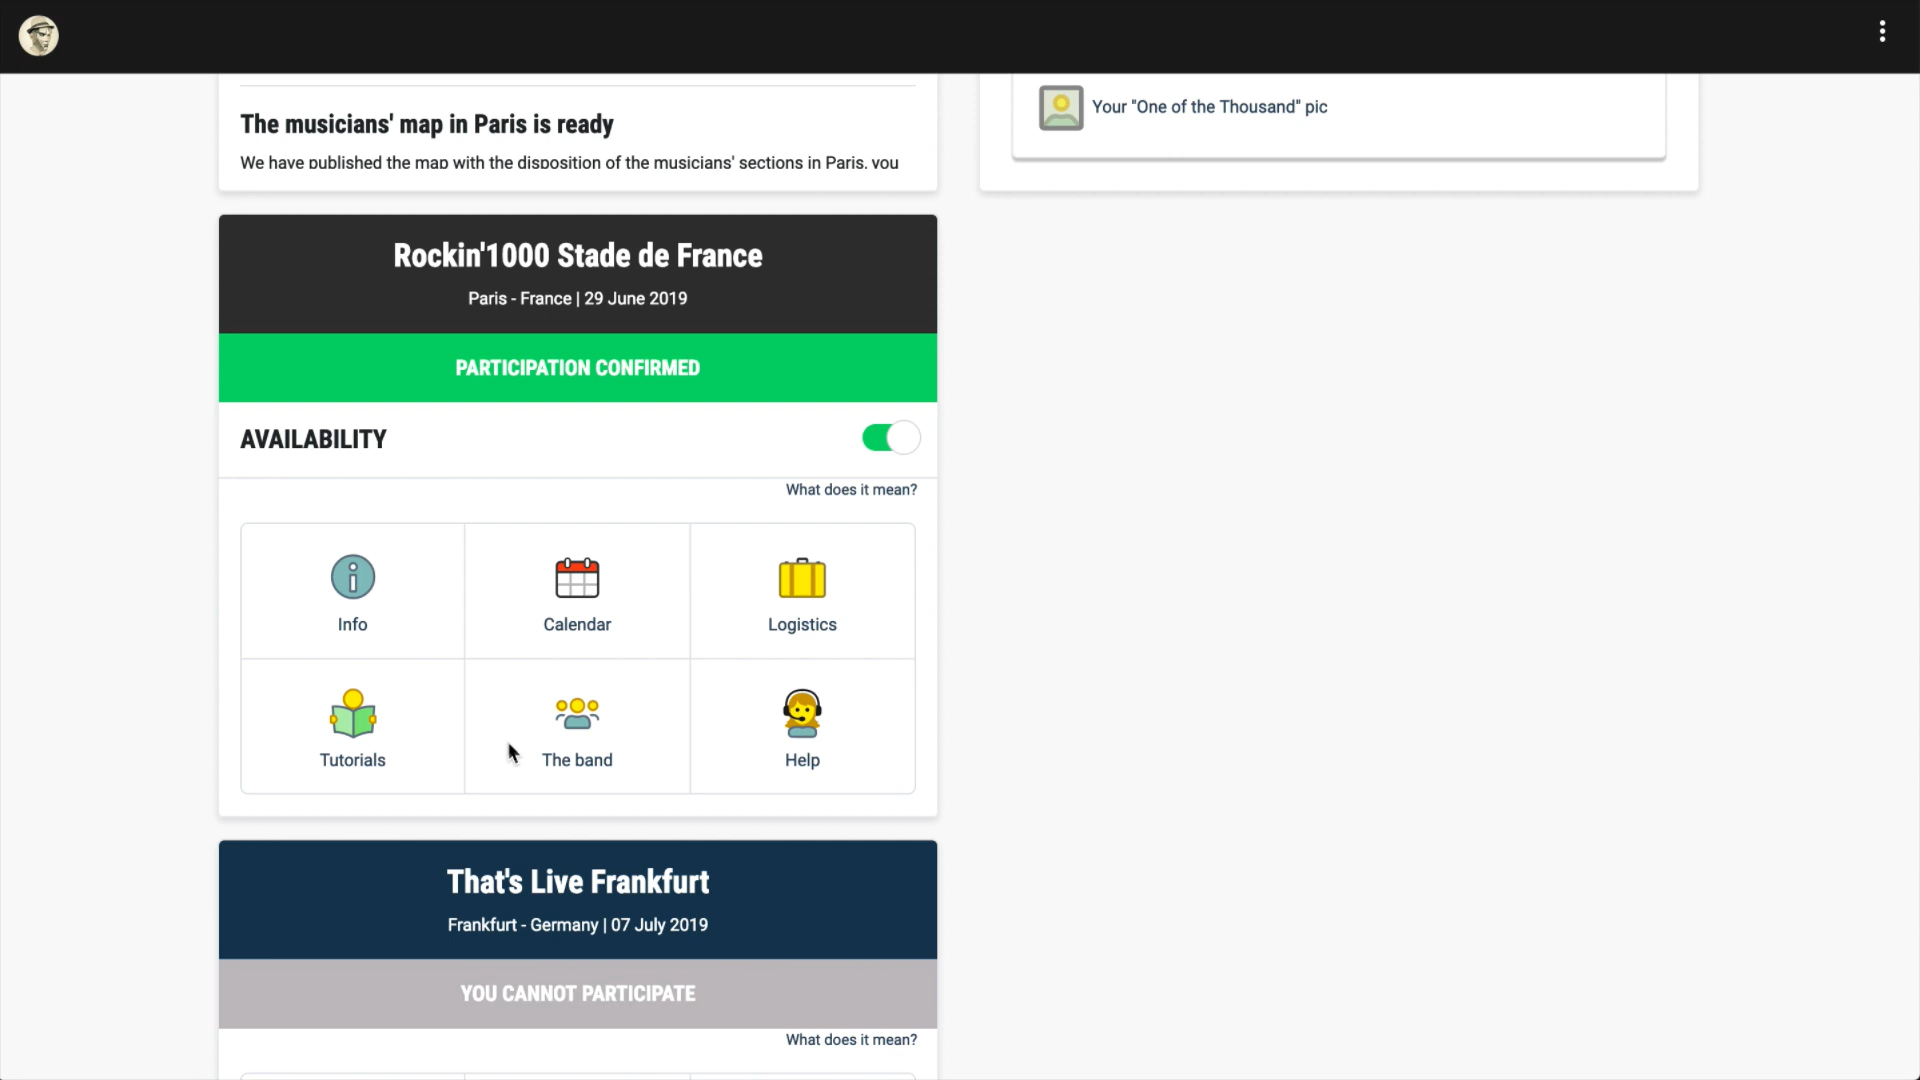 The musicians' map in Paris is ready
We have published the map with the disposition of the musicians' sections in Paris, you
Your "One of the Thousand" pic
Rockin'1000 Stade de France
Paris - France | 29 June 2019
PARTICIPATION CONFIRMED
AVAILABILITY
What does it mean?
Info
Calendar
Logistics
Tutorials
The band
Help
That's Live Frankfurt
Frankfurt - Germany | 07 July 2019
YOU CANNOT PARTICIPATE
What does it mean?